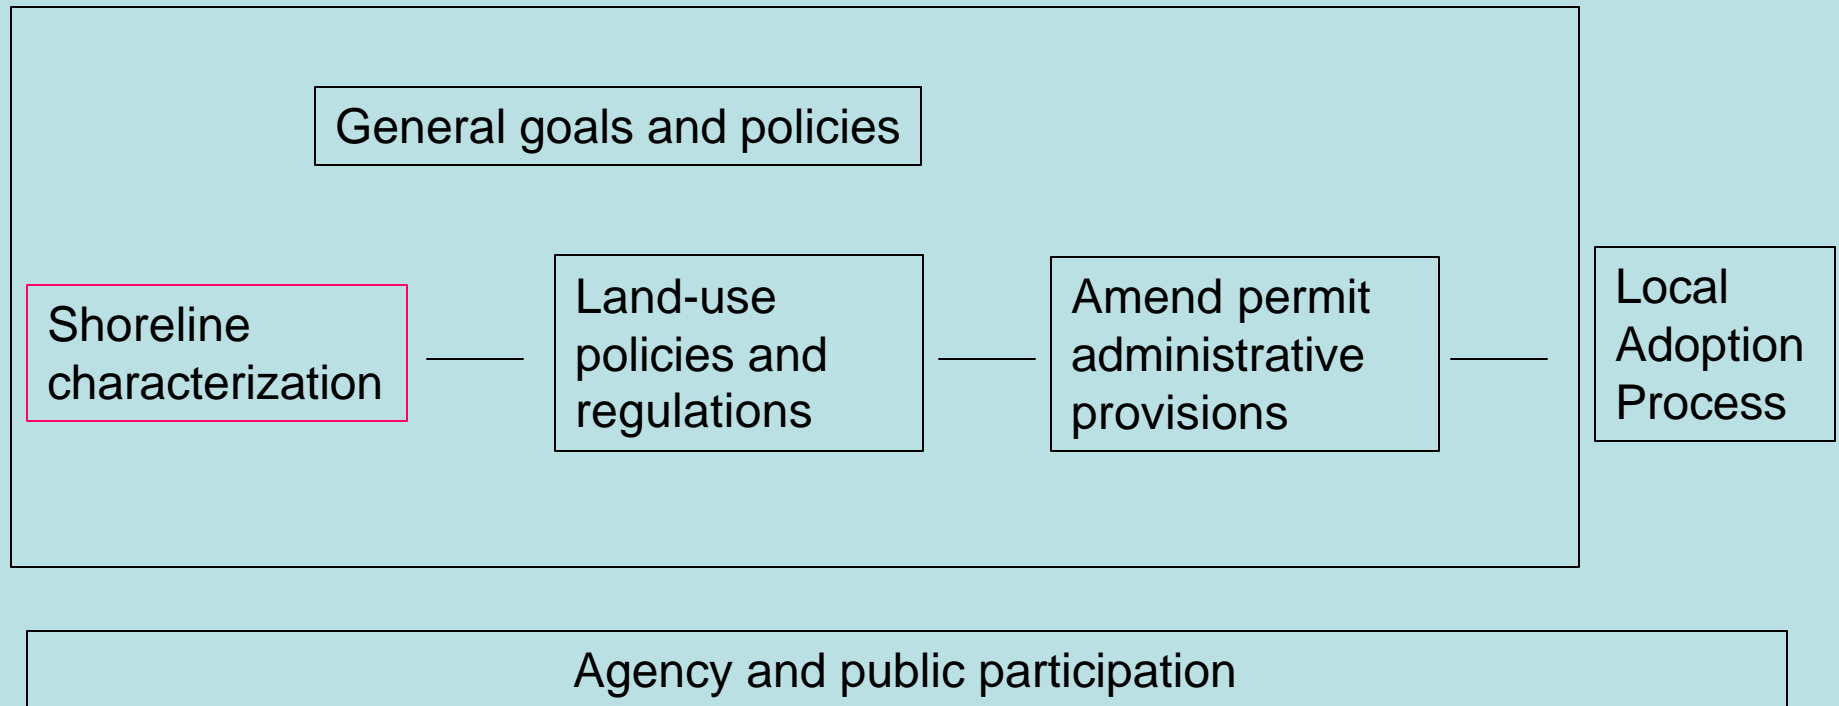 General goals and policies
Shoreline
characterization
Land-use
policies and
regulations
Amend permit
administrative
provisions
Local
Adoption
Process
Agency and public participation